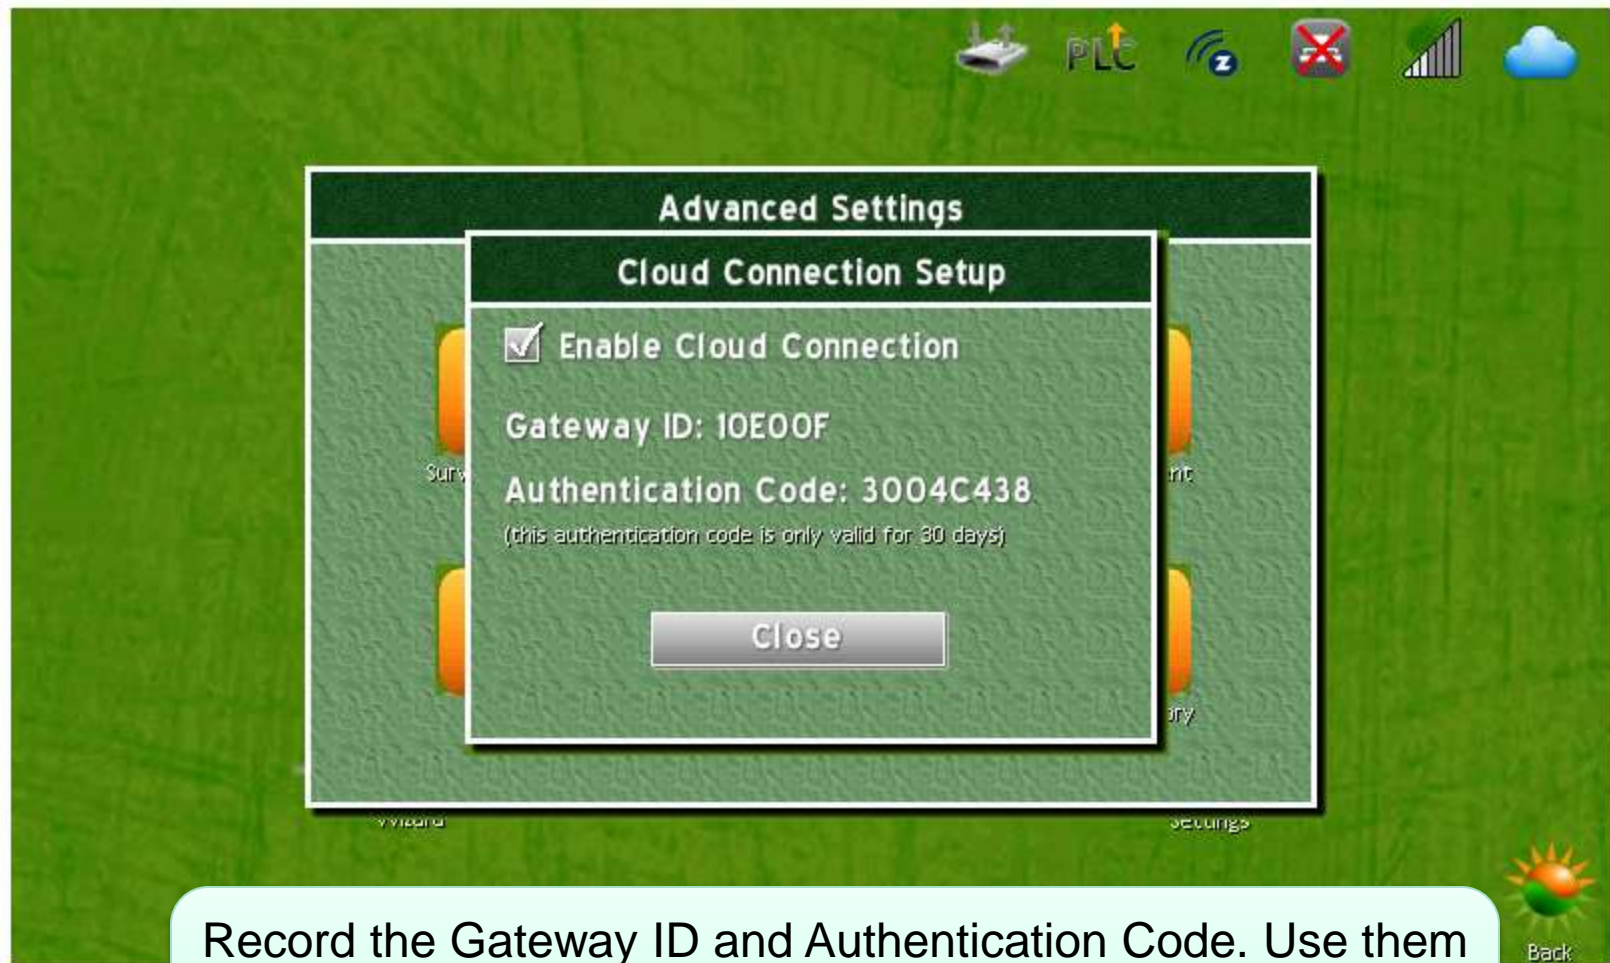 PLC
Z
Advanced Settings
Cloud Connection Setup
Enable Cloud Connection
Gateway ID: 10E00F
Authentication Code: 3004C438
(this authentication code is only valid for 30 days)
Close
Back
Record the Gateway ID and Authentication Code. Use them